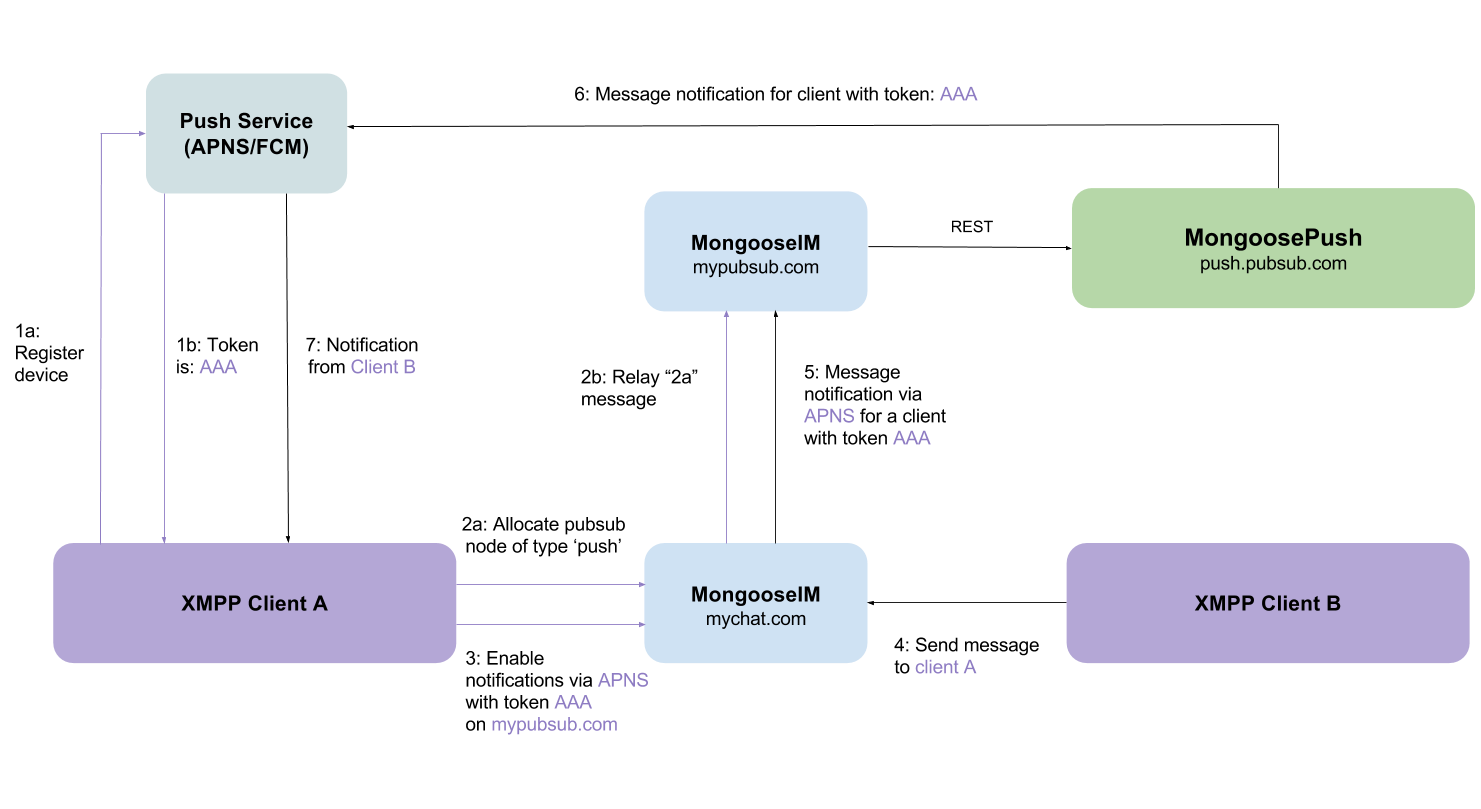 6: Message notification for client with token: AAA
Push Service
(APNS/FCM)
MongooseIM
mypubsub.com
REST
MongoosePush
push.pubsub.com
1a:
Register
device
1b: Token
is: AAA
7: Notification
from Client B
2b: Relay “2a”
message
5: Message
notification via
APNS for a client
with token AAA
2a: Allocate pubsub
node of type ‘push’
XMPP Client A
MongooseIM
mychat.com
XMPP Client B
3: Enable
notifications via APNS
with token AAA
on mypubsub.com
4: Send message
to client A